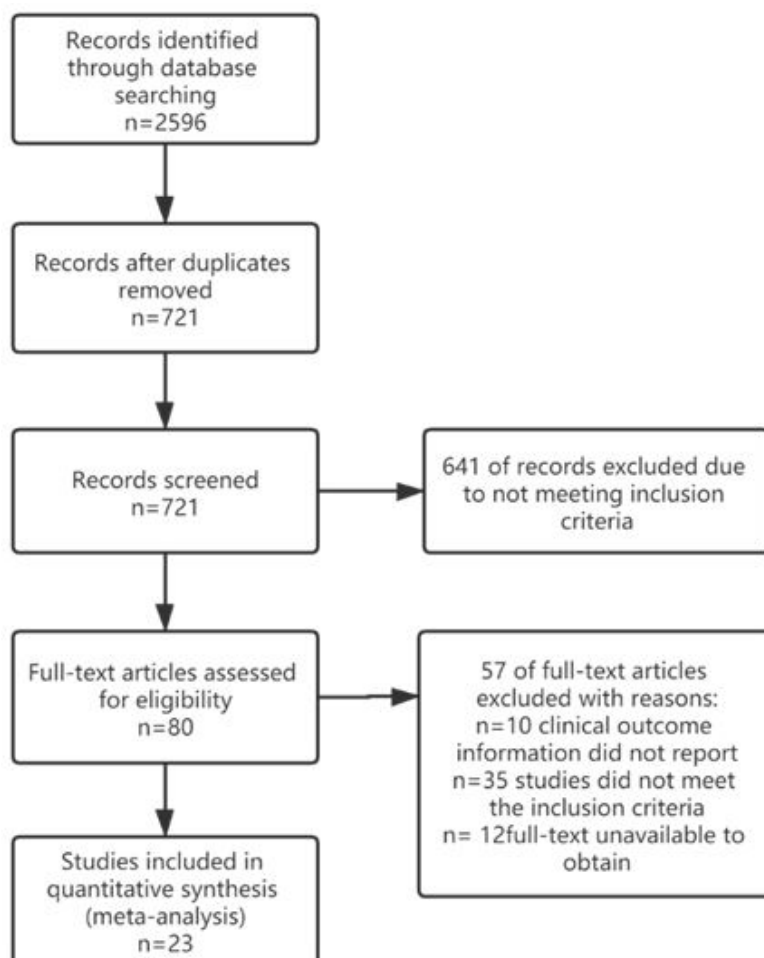 Records identified
through database
searching
n=2596
Records after duplicates
removed
n=721
Records screened
n=721
641 of records excluded due
to not meeting inclusion
criteria
Full-text articles assessed
for eligibility
n=80
57 of full-text articles
excluded with reasons:
n=10 clinical outcome
information did not report
n=35 studies did not meet
the inclusion criteria
n= 12full-text unavailable to
obtain
Studies included in
quantitative synthesis
(meta-analysis)
n=23